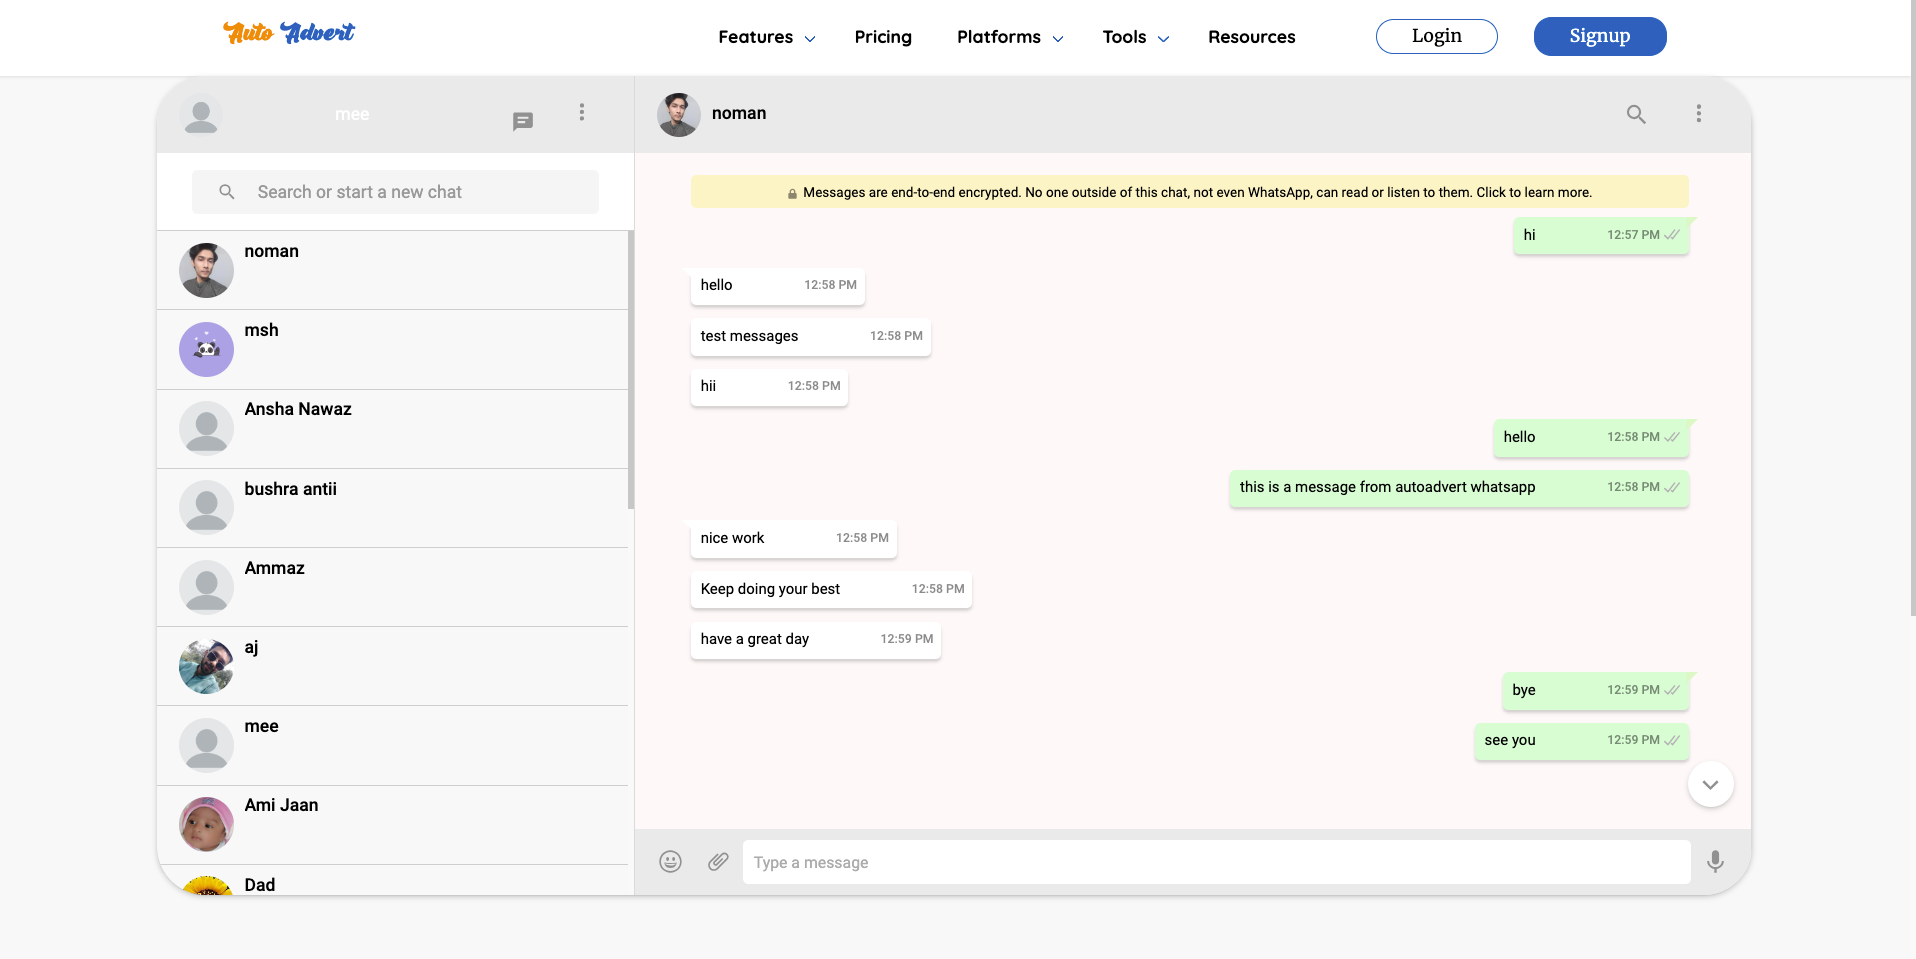 Auto Advert
Features
Pricing
Platforms
Tools
Resources
Login
Signup
mee
Search or start a new chat
noman
msh
Ansha Nawaz
bushra antii
Ammaz
aj
mee
Ami Jaan
Dad
noman
Messages are end-to-end encrypted. No one outside of this chat, not even WhatsApp, can read or listen to them. Click to learn more.
hi 12:57 PM
hello 12:58 PM
test messages 12:58 PM
hii 12:58 PM
hello 12:58 PM
this is a message from autoadvert whatsapp 12:58 PM
nice work 12:58 PM
Keep doing your best 12:58 PM
have a great day 12:59 PM
bye 12:59 PM
see you 12:59 PM
Type a message